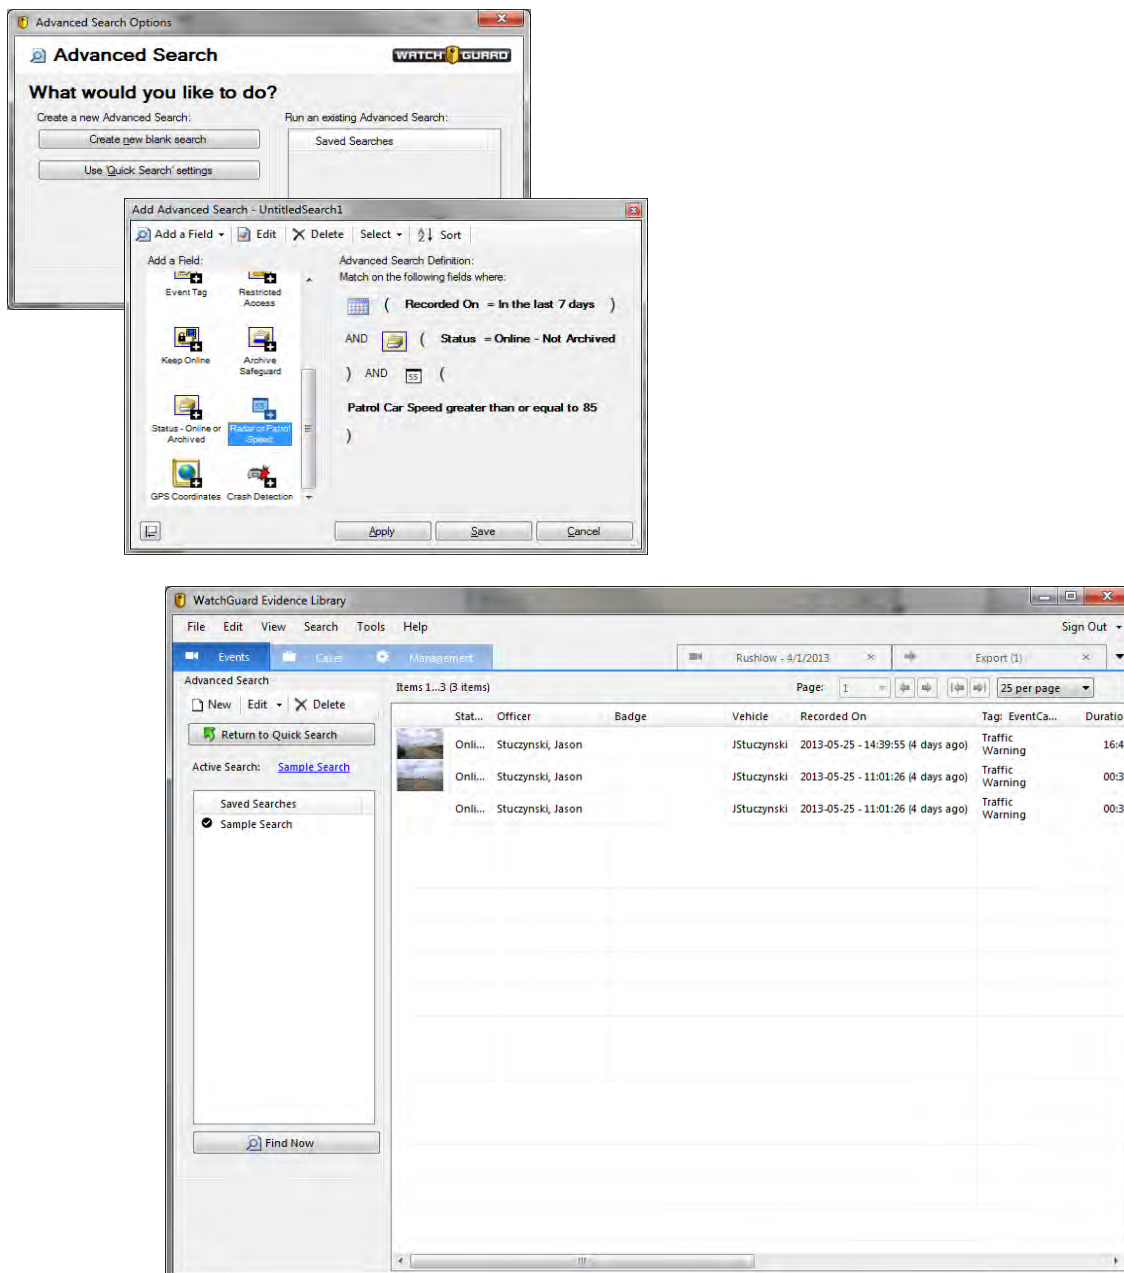 Advanced Search Options
Advanced Search
WATCHGUARD
What would you like to do?
Create a new Advanced Search:
Run an existing Advanced Search:
Create new blank search
Saved Searches
Use 'Quick Search' settings
Add Advanced Search - UntitledSearch1
Add a Field Edit Delete Select Sort
Add a Field:
Advanced Search Definition:
Match on the following fields where:
Event Tag
Restricted
Access
( Recorded On = In the last 7 days )
AND ( Status = Online - Not Archived
Keep Online
Archive
Safeguard
) AND 55 (
Patrol Car Speed greater than or equal to 85
)
Status - Online or
Archived
55
Radar or Patrol
Speed
GPS Coordinates
Crash Detection
Apply Save Cancel
WatchGuard Evidence Library
File Edit View Search Tools Help
Sign Out
Events Cases Management
Rushlow - 4/1/2013
Export (1)
Advanced Search
Items 1...3 (3 items)
Page: 1
25 per page
New Edit Delete
Return to Quick Search
Active Search: Sample Search
Saved Searches
Sample Search
Find Now
Stat... Officer Badge Vehicle Recorded On Tag: EventCa... Duratio
Onli... Stuczynski, Jason JStuczynski 2013-05-25 - 14:39:55 (4 days ago) Traffic Warning 16:4
Onli... Stuczynski, Jason JStuczynski 2013-05-25 - 11:01:26 (4 days ago) Traffic Warning 00:3
Onli... Stuczynski, Jason JStuczynski 2013-05-25 - 11:01:26 (4 days ago) Traffic Warning 00:3